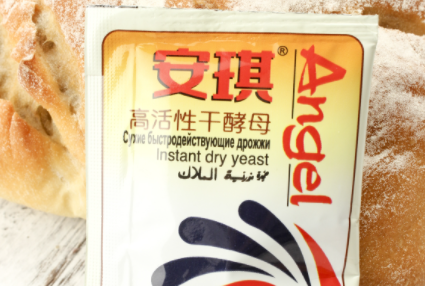 安琪®
Angel
高活性干酵母
Сухие быстродействующие дрожжи
Instant dry yeast